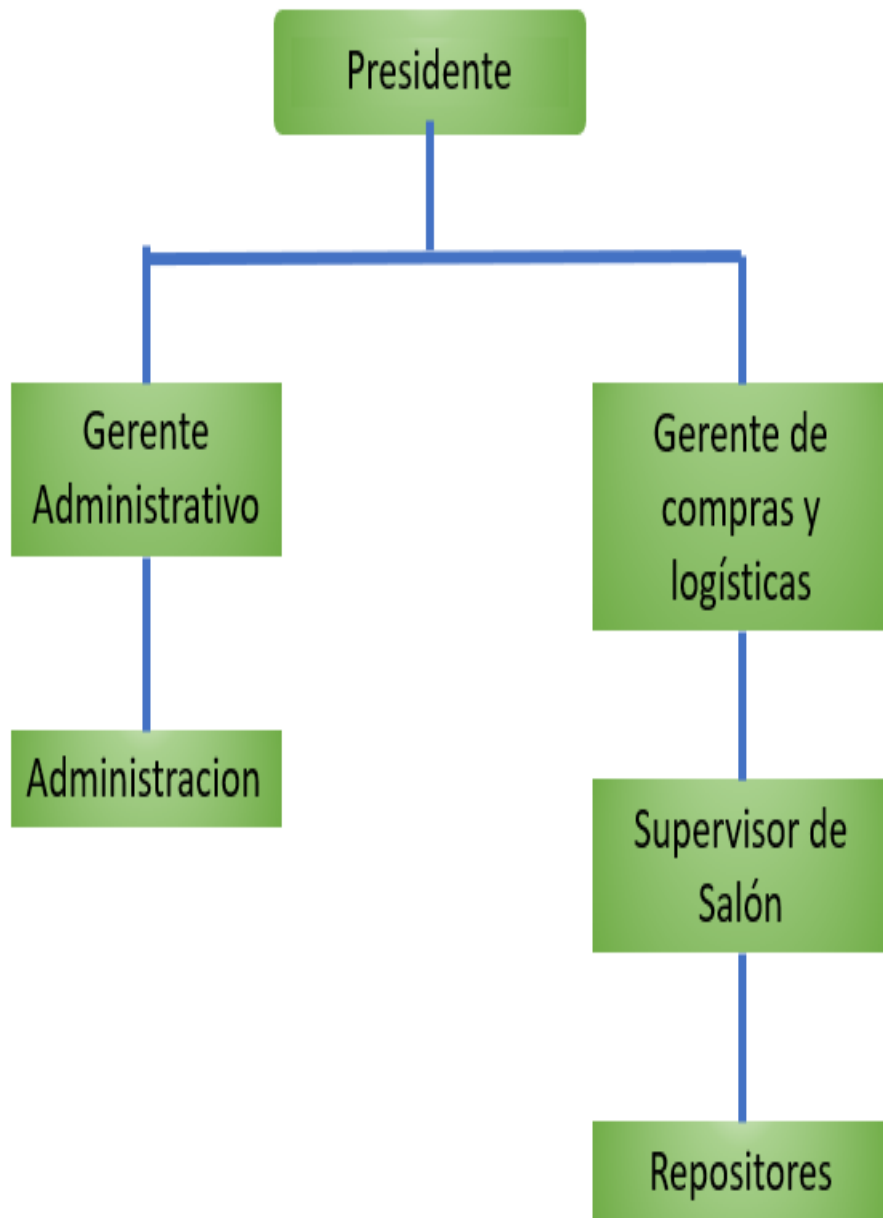 Presidente
Gerente
Administrativo
Gerente de
compras y
logísticas
Administracion
Supervisor de
Salón
Repositores